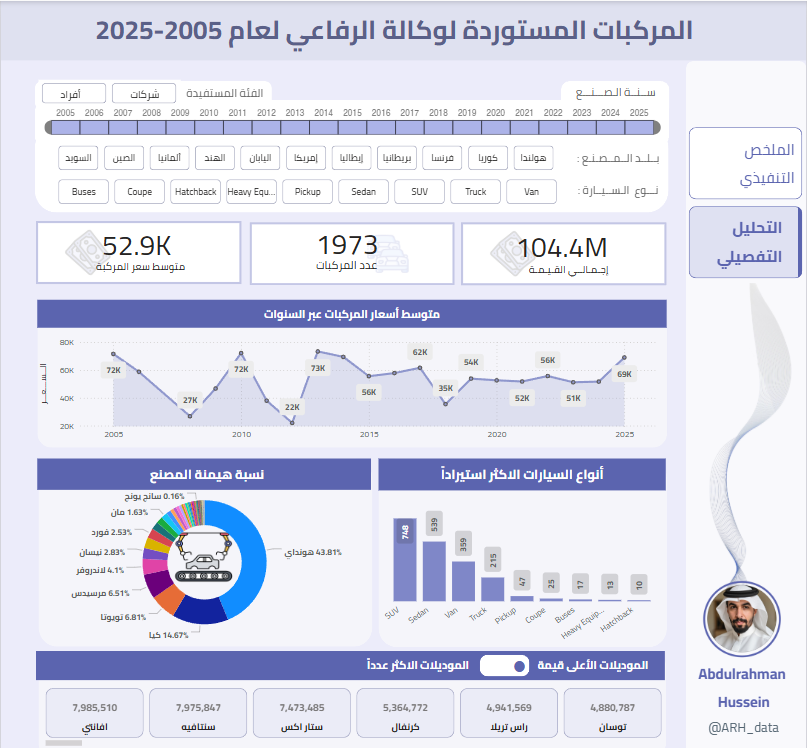 المركبات المستوردة لوكالة الرفاعي لعام 2005-2025
الملخص
التنفيذي
التحليل
التفصيلي
Abdulrahman
Hussein
@ARH_data
الفئة المستفيدة
شركات
أفراد
سـنـة الـصـنـع
2005 2006 2007 2008 2009 2010 2011 2012 2013 2014 2015 2016 2017 2018 2019 2020 2021 2022 2023 2024 2025
بـلـد الـمـصـنـع :
هولندا كوريا فرنسا بريطانيا إيطاليا إمريكا اليابان الهند ألمانيا الصين السويد
نـوع الـسـيـارة :
Buses Coupe Hatchback Heavy Equ... Pickup Sedan SUV Truck Van
104.4M
إجـمـالـي القـيـمـة
1973
عدد المركبات
52.9K
متوسط سعر المركبة
متوسط أسعار المركبات عبر السنوات
الـسـعـر
80K
60K
40K
20K
72K 27K 72K 22K 73K 56K 62K 35K 54K 52K 56K 51K 69K
2005 2010 2015 2020 2025
أنواع السيارات الاكثر استيراداً
748 539 359 215 47 25 17 13 10
SUV Sedan Van Truck Pickup Coupe Buses Heavy Equip... Hatchback
نسبة هيمنة المصنع
هونداي 43.81%
كيا 14.67%
تويوتا 6.81%
مرسيدس 6.51%
لاندروفر 4.1%
نيسان 2.83%
فورد 2.53%
مان 1.63%
سانج يونج 0.16%
الموديلات الأعلى قيمة
الموديلات الاكثر عدداً
4,880,787
توسان
4,941,569
راس تريلا
5,364,772
كرنفال
7,473,485
ستار اكس
7,975,847
سنتافيه
7,985,510
افانتي